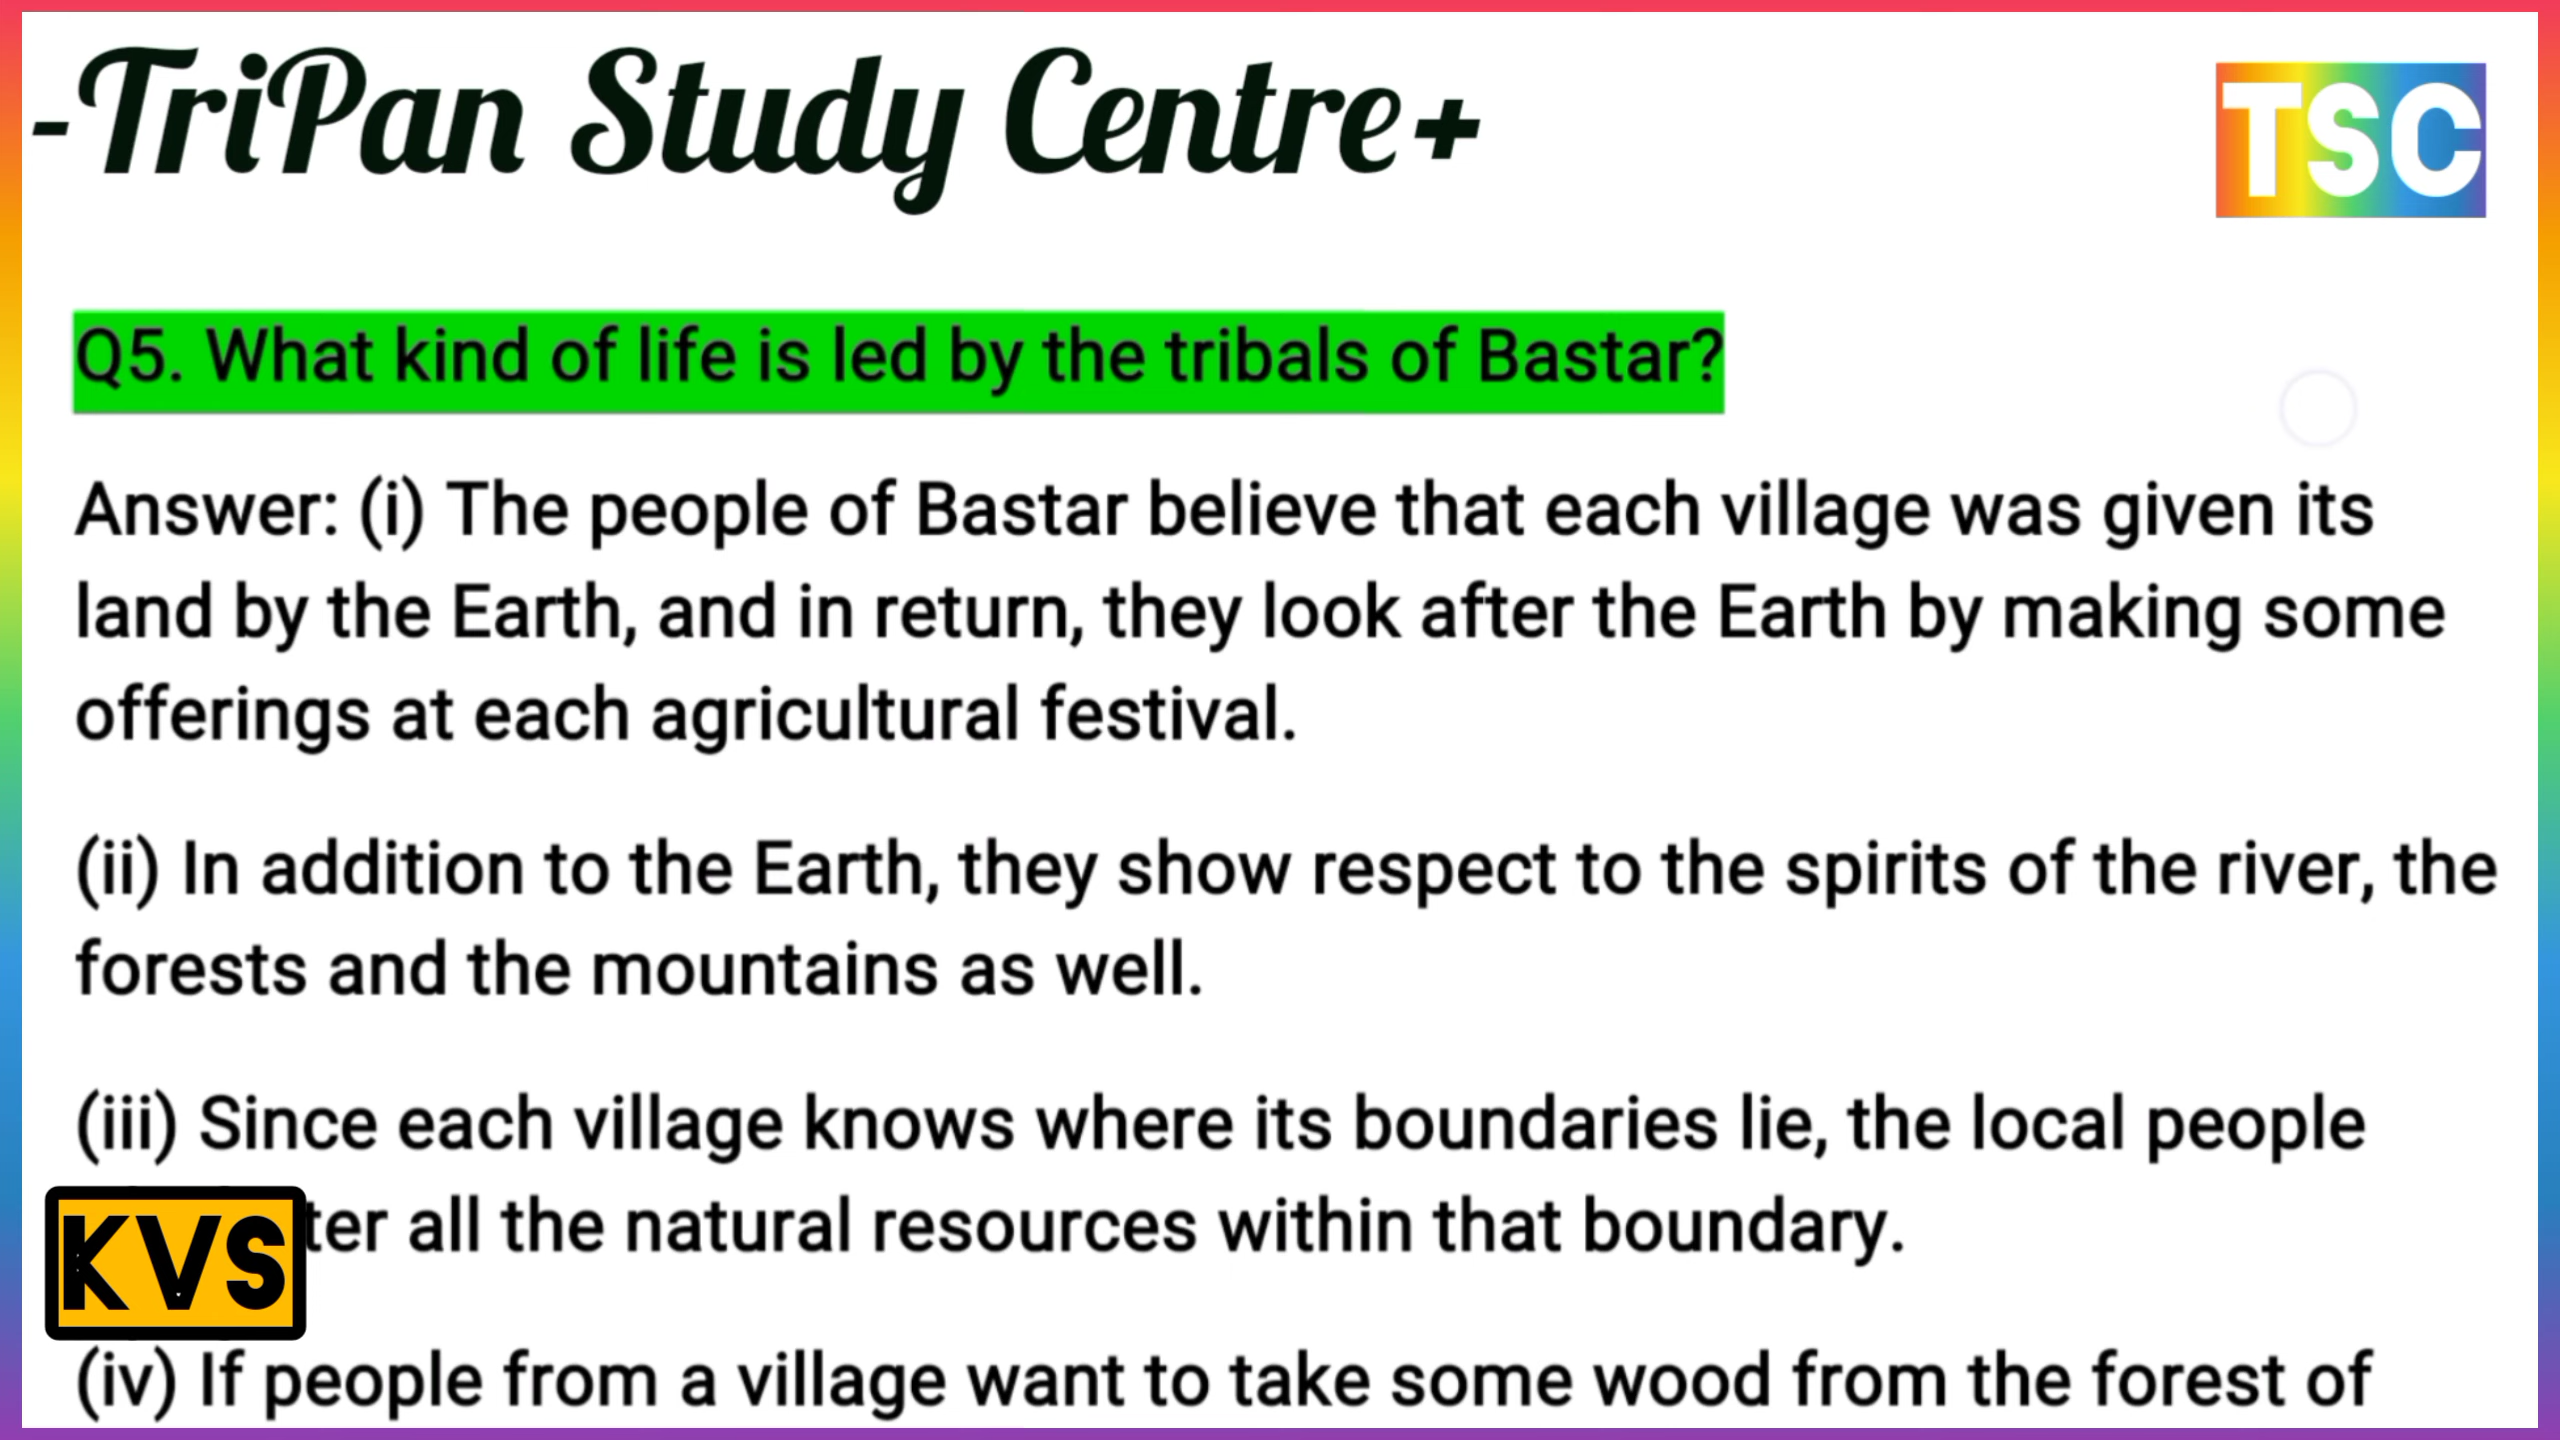 -TriPan Study Centre+
TSC
Q5. What kind of life is led by the tribals of Bastar?
Answer: (i) The people of Bastar believe that each village was given its
land by the Earth, and in return, they look after the Earth by making some
offerings at each agricultural festival.
(ii) In addition to the Earth, they show respect to the spirits of the river, the
forests and the mountains as well.
(iii) Since each village knows where its boundaries lie, the local people
all the natural resources within that boundary.
KVS
(iv) If people from a village want to take some wood from the forest of